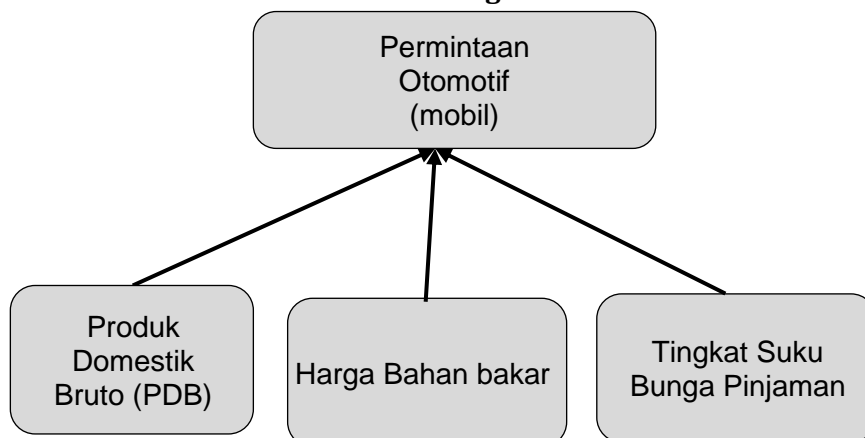 Permintaan
Otomotif
(mobil)
Produk
Domestik
Bruto (PDB)
Harga Bahan bakar
Tingkat Suku
Bunga Pinjaman